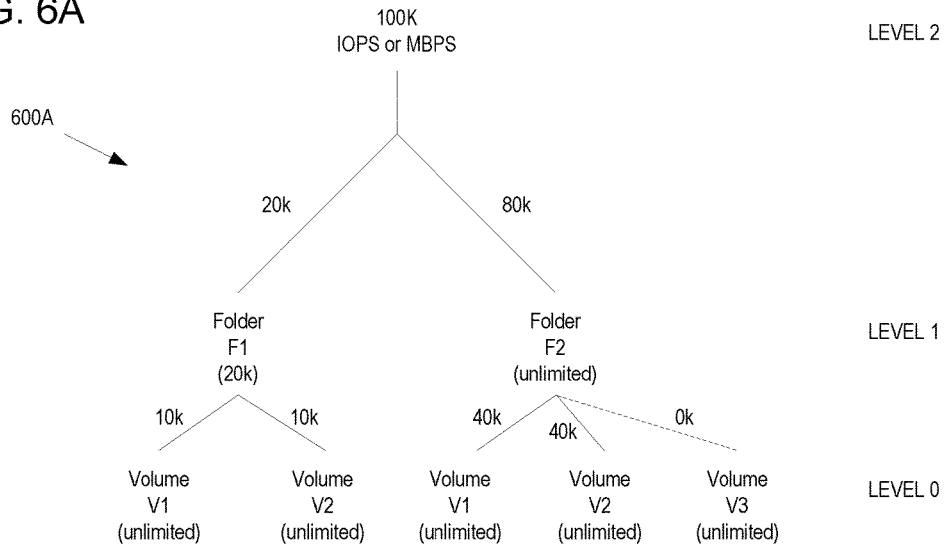 G. 6A
100K
IOPS or MBPS
LEVEL 2
600A
20k
80k
Folder
F1
(20k)
Folder
F2
(unlimited)
LEVEL 1
10k
10k
40k
40k
0k
Volume
V1
(unlimited)
Volume
V2
(unlimited)
Volume
V1
(unlimited)
Volume
V2
(unlimited)
Volume
V3
(unlimited)
LEVEL 0